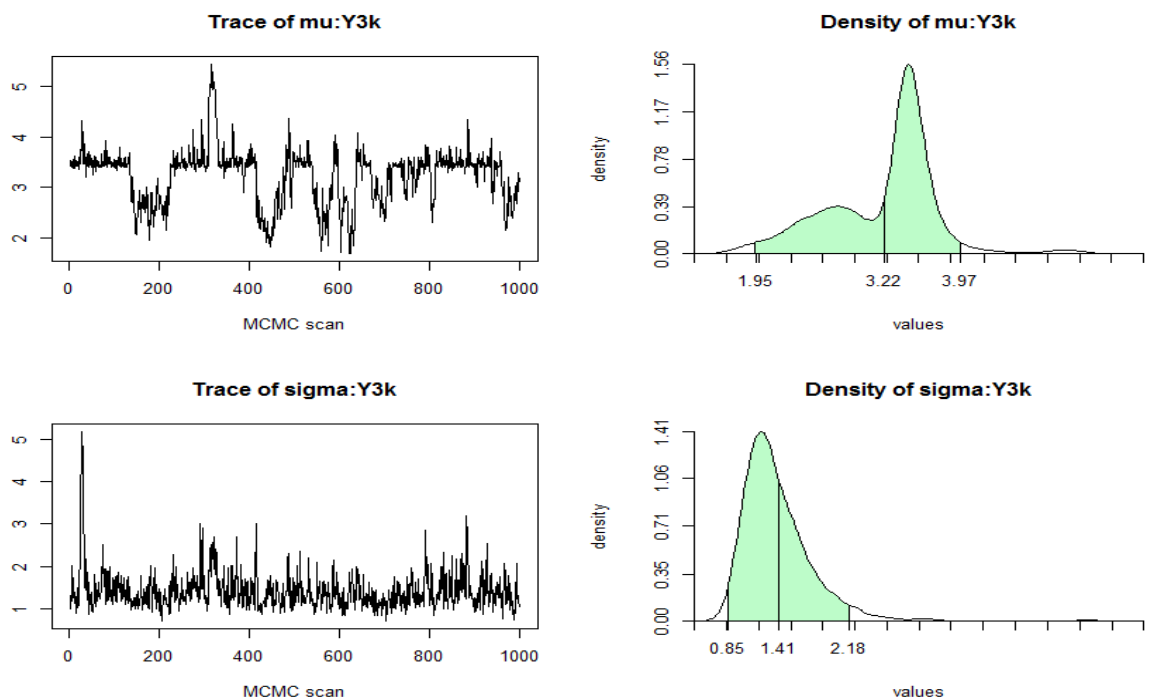 Trace of mu:Y3k
5
4
3
2
0 200 400 600 800 1000
MCMC scan
Density of mu:Y3k
density
1.56
1.17
0.78
0.39
0.00
1.95 3.22 3.97
values
Trace of sigma:Y3k
5
4
3
2
1
0 200 400 600 800 1000
MCMC scan
Density of sigma:Y3k
density
1.41
1.06
0.71
0.35
0.00
0.85 1.41 2.18
values